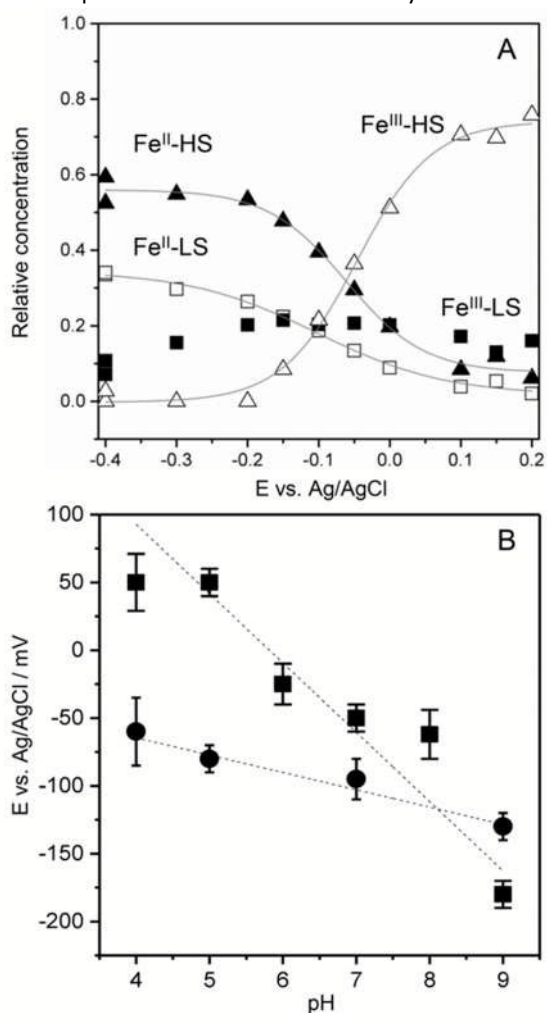 1.0
A
Fe^III-HS
0.8
Fe^II-HS
0.6
Relative concentration
0.4
Fe^II-LS
Fe^III-LS
0.2
0.0
-0.4 -0.3 -0.2 -0.1 0.0 0.1 0.2
E vs. Ag/AgCl
100
B
50
0
-50
E vs. Ag/AgCl / mV
-100
-150
-200
4 5 6 7 8 9
pH